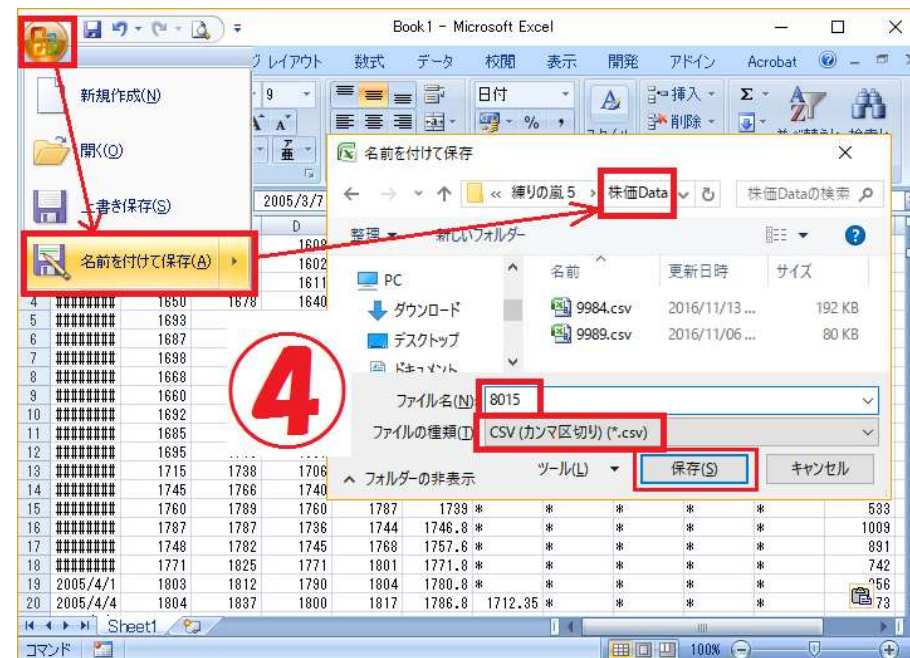 Book1 - Microsoft Excel
レイアウト 数式 データ 校閲 表示 開発 アドイン Acrobat
新規作成(N)
開く(O)
上書き保存(S)
名前を付けて保存(A)
9 日付 % , 挿入 削除 Σ
2005/3/7
名前を付けて保存
« 練りの嵐５ › 株価Data 株価Dataの検索
整理 新しいフォルダー
PC
ダウンロード
デスクトップ
ドキュメント
名前 更新日時 サイズ
9984.csv 2016/11/13 ... 192 KB
9989.csv 2016/11/06 ... 80 KB
ファイル名(N): 8015
ファイルの種類(T): CSV (カンマ区切り) (*.csv)
フォルダーの非表示 ツール(L) 保存(S) キャンセル
④
D
1608
1602
1611
4 ######## 1650 1678 1640
5 ######## 1693
6 ######## 1687
7 ######## 1698
8 ######## 1668
9 ######## 1660
10 ######## 1692
11 ######## 1685
12 ######## 1695
13 ######## 1715 1738 1706
14 ######## 1745 1766 1740
15 ######## 1760 1789 1760 1787 1739 * * * * * 533
16 ######## 1787 1787 1736 1744 1746.8 * * * * * 1009
17 ######## 1748 1782 1745 1768 1757.6 * * * * * 891
18 ######## 1771 1825 1771 1801 1771.8 * * * * * 742
19 2005/4/1 1803 1812 1790 1804 1780.8 * * * * * 956
20 2005/4/4 1804 1837 1800 1817 1786.8 1712.35 * * * * 73
Sheet1
コマンド 100%